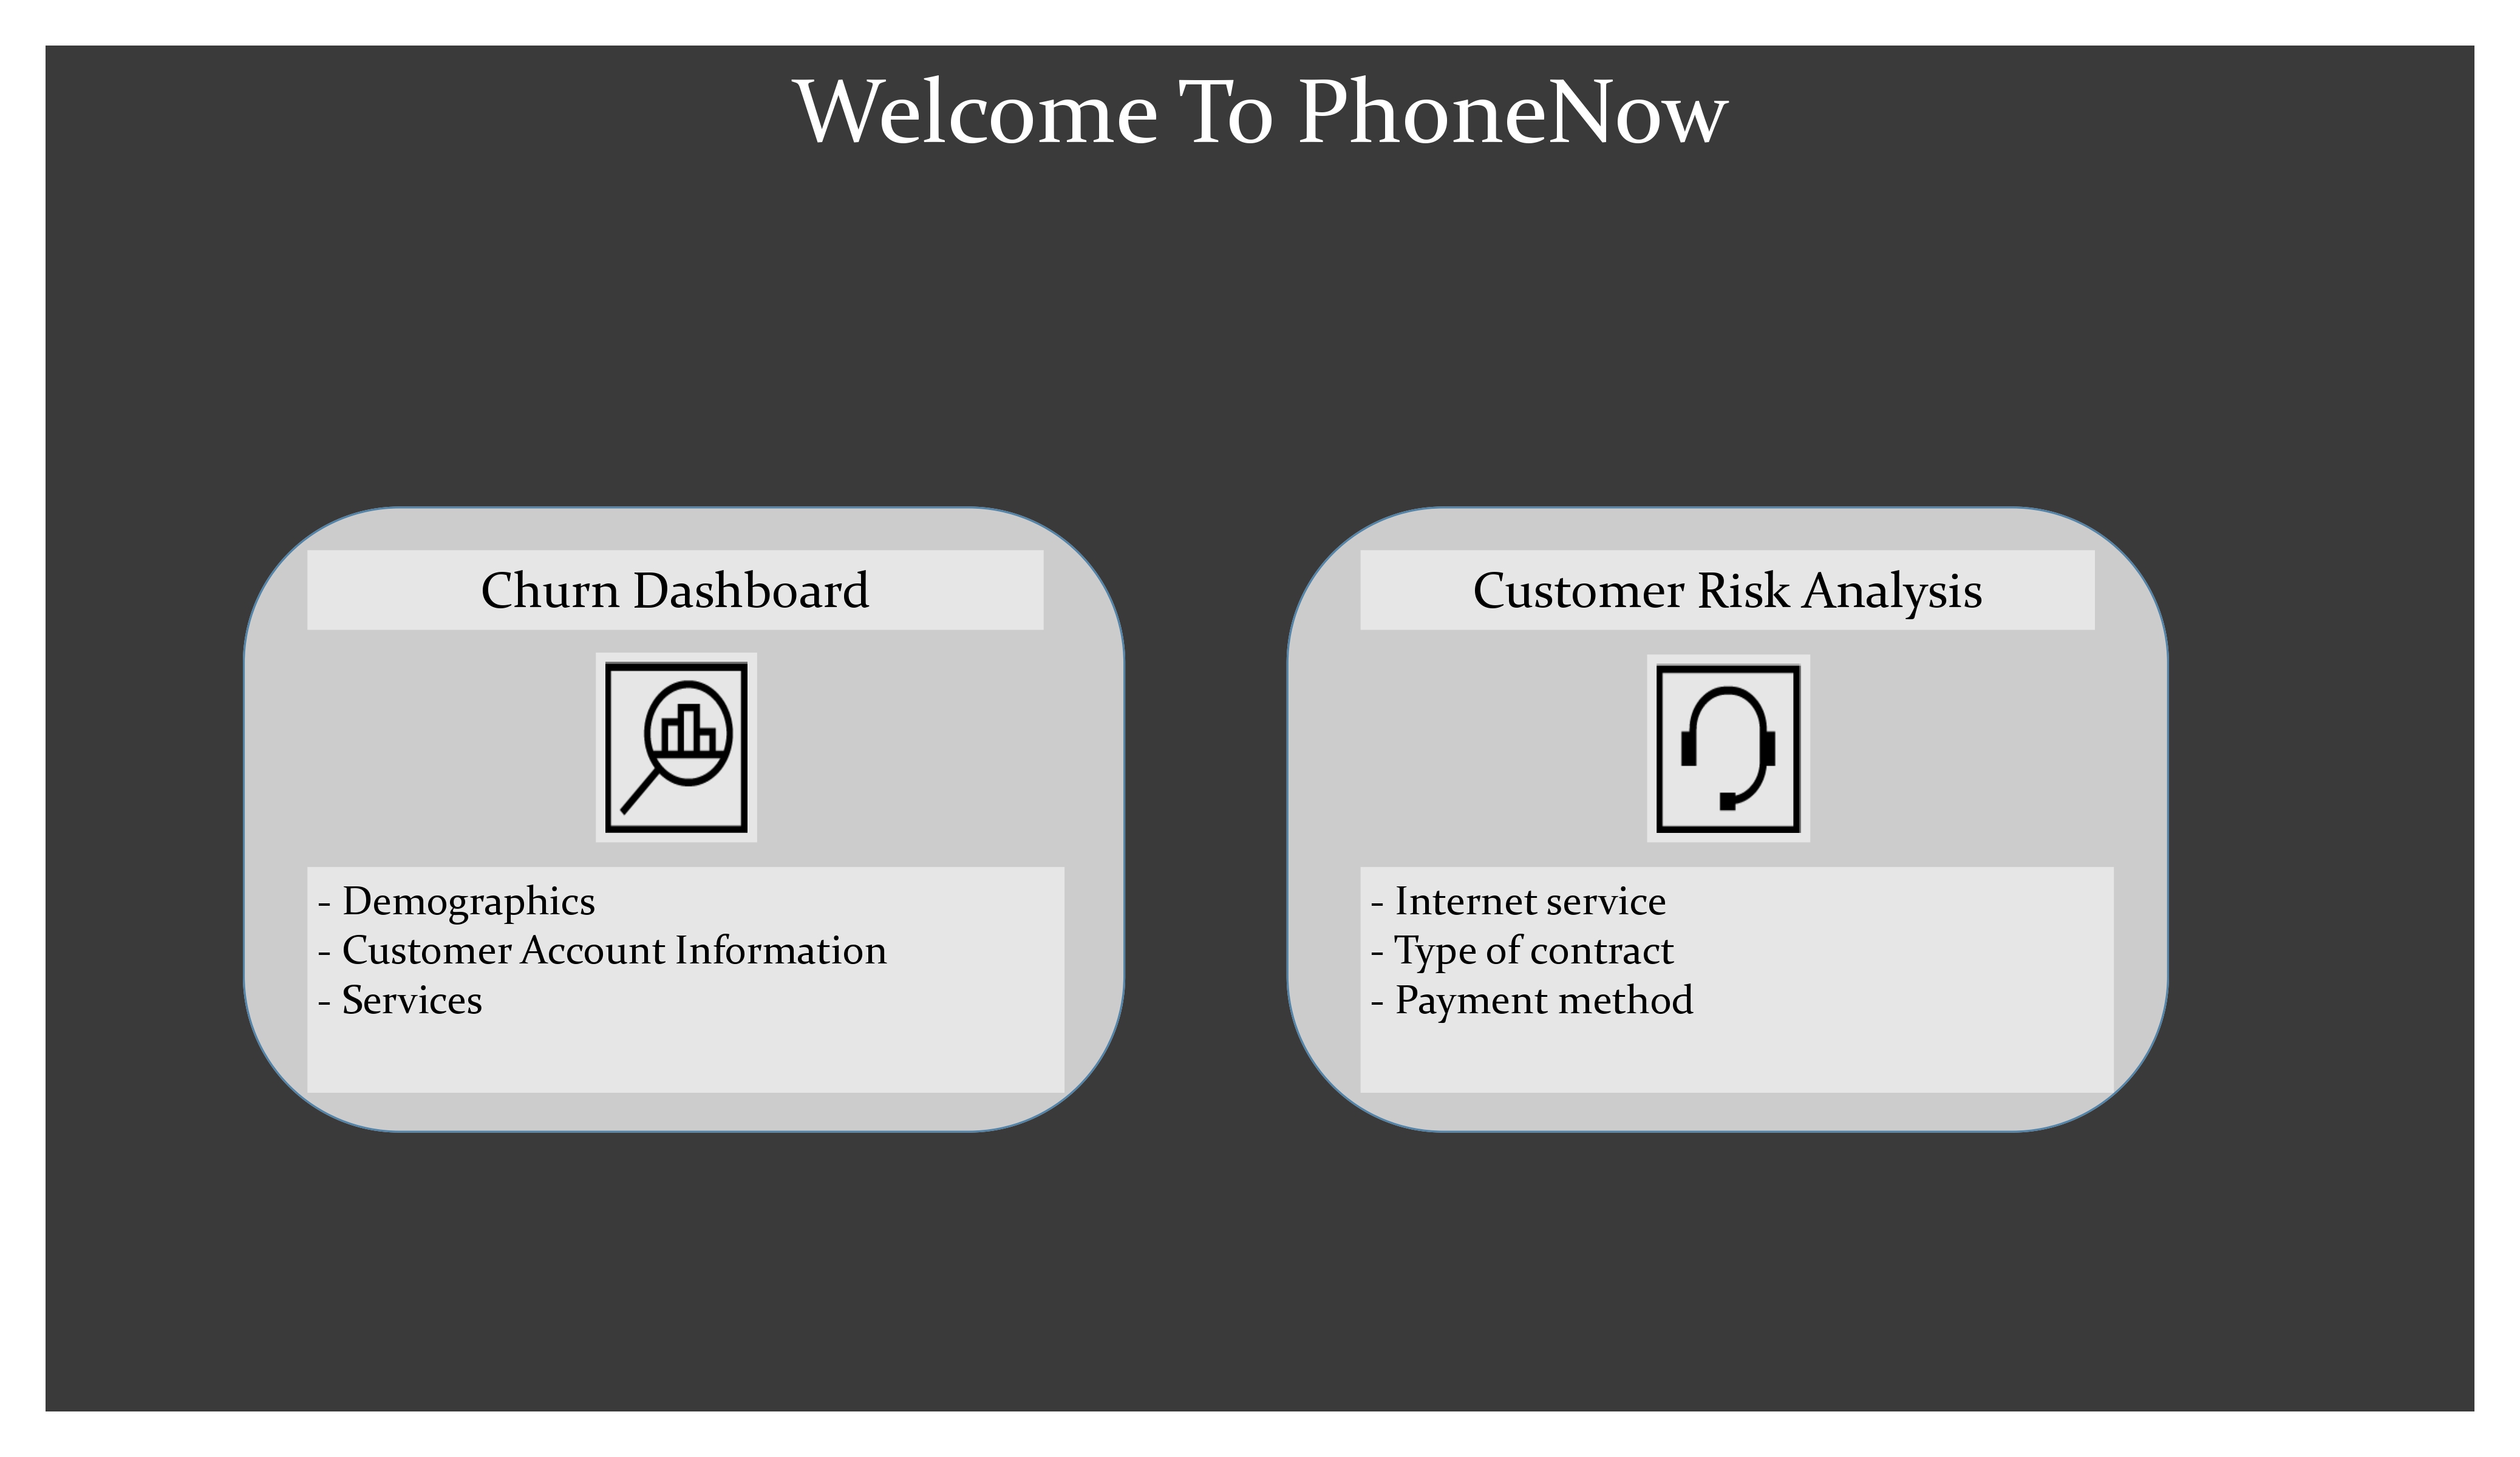 Welcome To PhoneNow
Churn Dashboard
- Demographics
- Customer Account Information
- Services
Customer Risk Analysis
- Internet service
- Type of contract
- Payment method